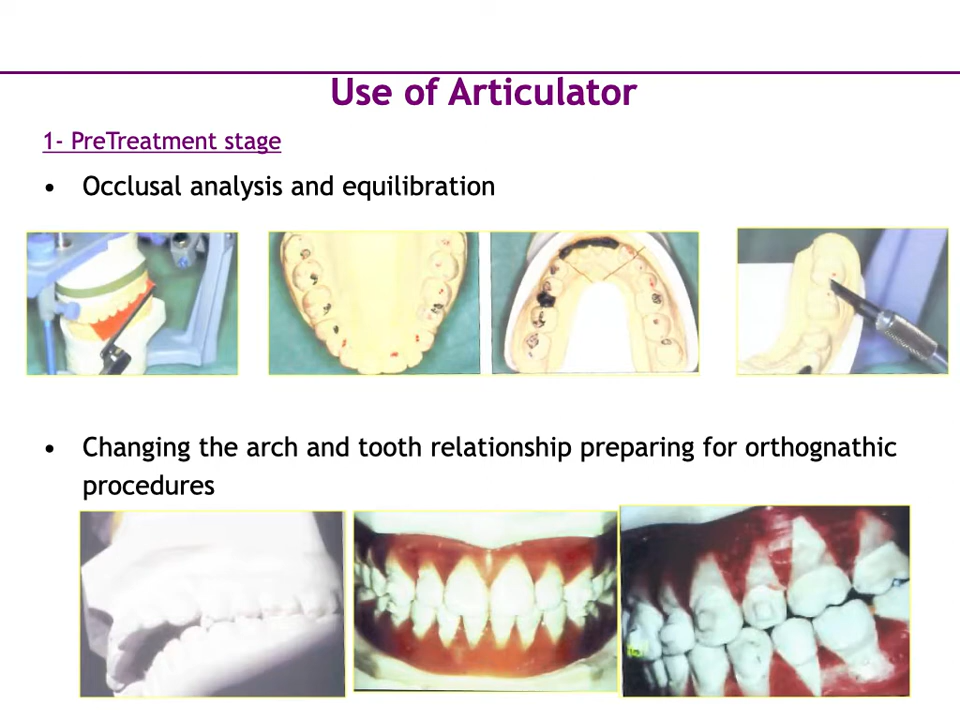 Use of Articulator
1- PreTreatment stage
• Occlusal analysis and equilibration
• Changing the arch and tooth relationship preparing for orthognathic
procedures